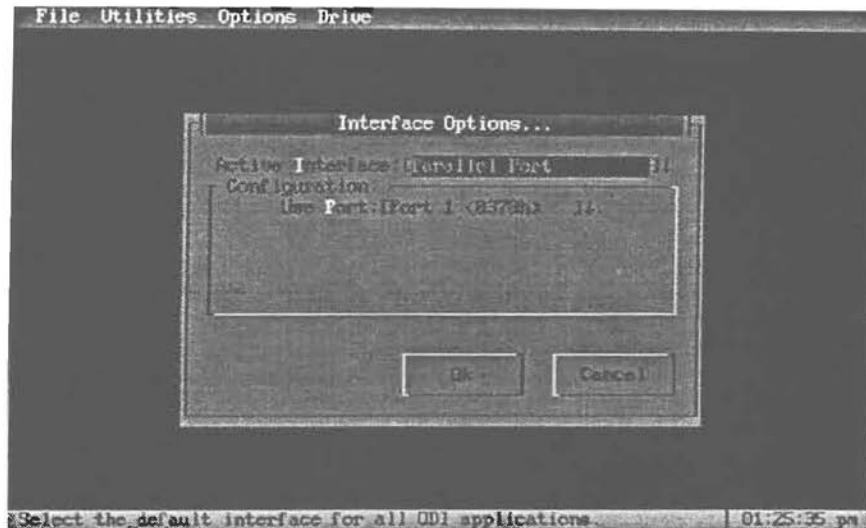 File Utilities Options Drive
Interface Options...
Active Interface:[Parallel Port ]↓
Configuration
Use Port:[Port 1 <0378h> ]↓
Ok
Cancel
Select the default interface for all ODI applications. 01:25:35 pm